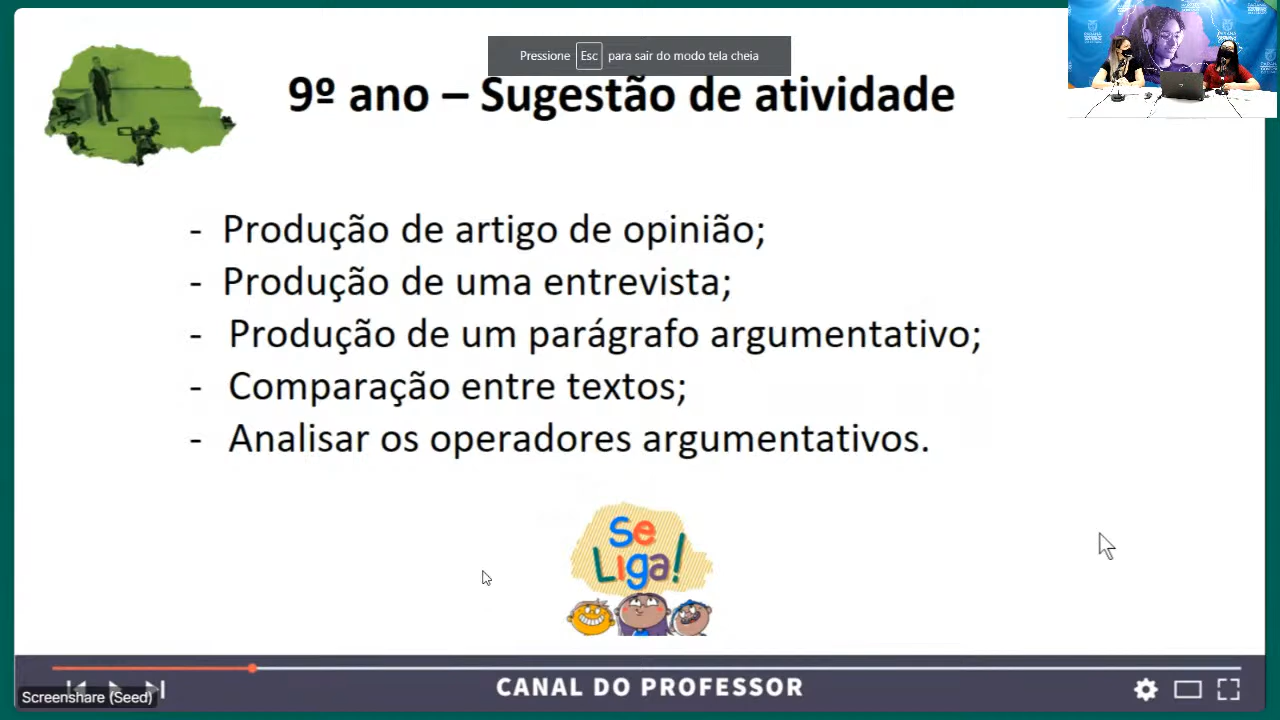 Pressione Esc para sair do modo tela cheia
9º ano – Sugestão de atividade
- Produção de artigo de opinião;
- Produção de uma entrevista;
- Produção de um parágrafo argumentativo;
- Comparação entre textos;
- Analisar os operadores argumentativos.
Se
Liga!
CANAL DO PROFESSOR
Screenshare (Seed)